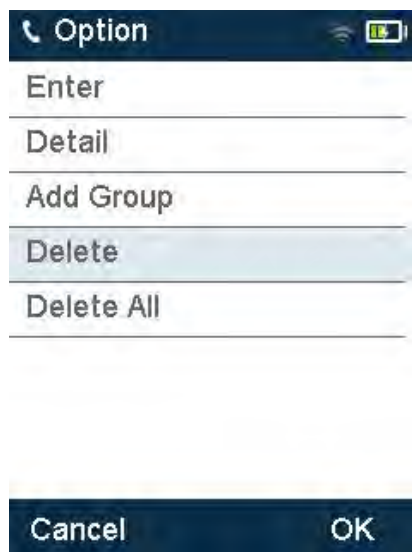 Option
Enter
Detail
Add Group
Delete
Delete All
Cancel OK